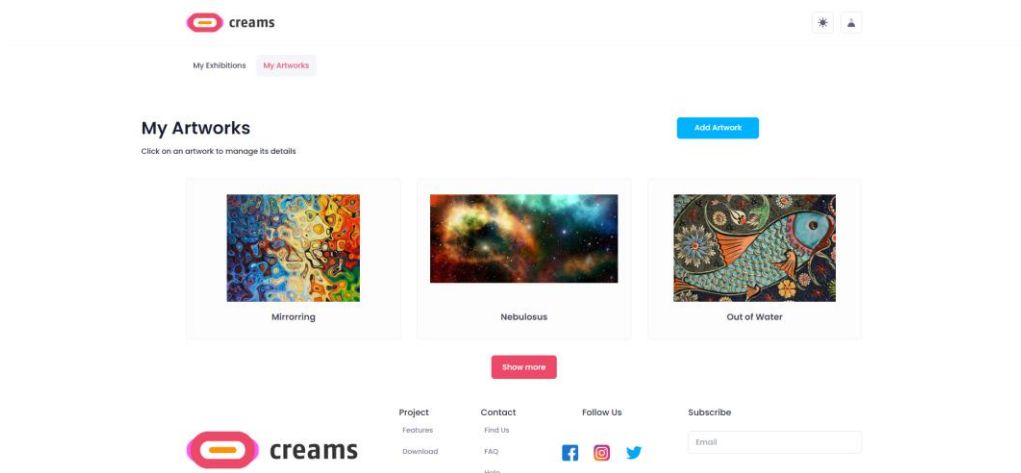 creams
My Exhibitions My Artworks
My Artworks
Add Artwork
Click on an artwork to manage its details
Mirrorring
Nebulosus
Out of Water
Show more
Project Contact Follow Us Subscribe
Features Find Us
Email
Download FAQ
creams
Help